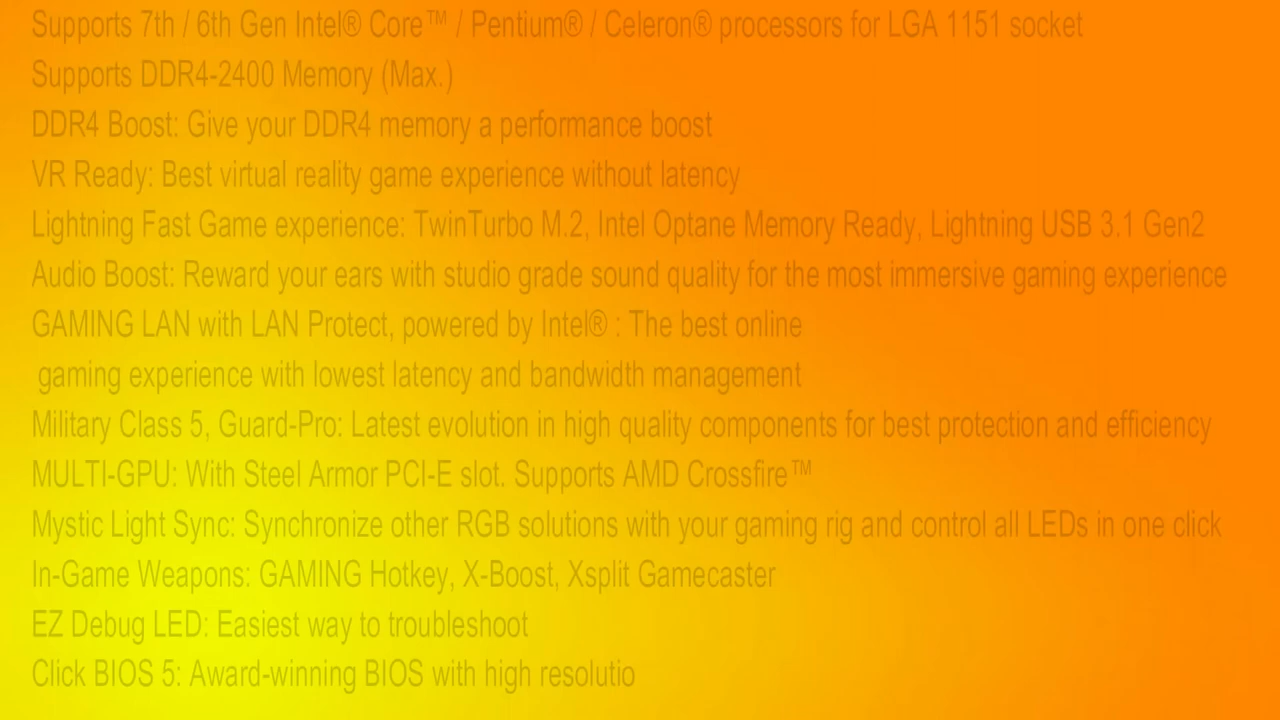 Supports 7th / 6th Gen Intel® Core™ / Pentium® / Celeron® processors for LGA 1151 socket
Supports DDR4-2400 Memory (Max.)
DDR4 Boost: Give your DDR4 memory a performance boost
VR Ready: Best virtual reality game experience without latency
Lightning Fast Game experience: TwinTurbo M.2, Intel Optane Memory Ready, Lightning USB 3.1 Gen2
Audio Boost: Reward your ears with studio grade sound quality for the most immersive gaming experience
GAMING LAN with LAN Protect, powered by Intel® : The best online
gaming experience with lowest latency and bandwidth management
Military Class 5, Guard-Pro: Latest evolution in high quality components for best protection and efficiency
MULTI-GPU: With Steel Armor PCI-E slot. Supports AMD Crossfire™
Mystic Light Sync: Synchronize other RGB solutions with your gaming rig and control all LEDs in one click
In-Game Weapons: GAMING Hotkey, X-Boost, Xsplit Gamecaster
EZ Debug LED: Easiest way to troubleshoot
Click BIOS 5: Award-winning BIOS with high resolutio